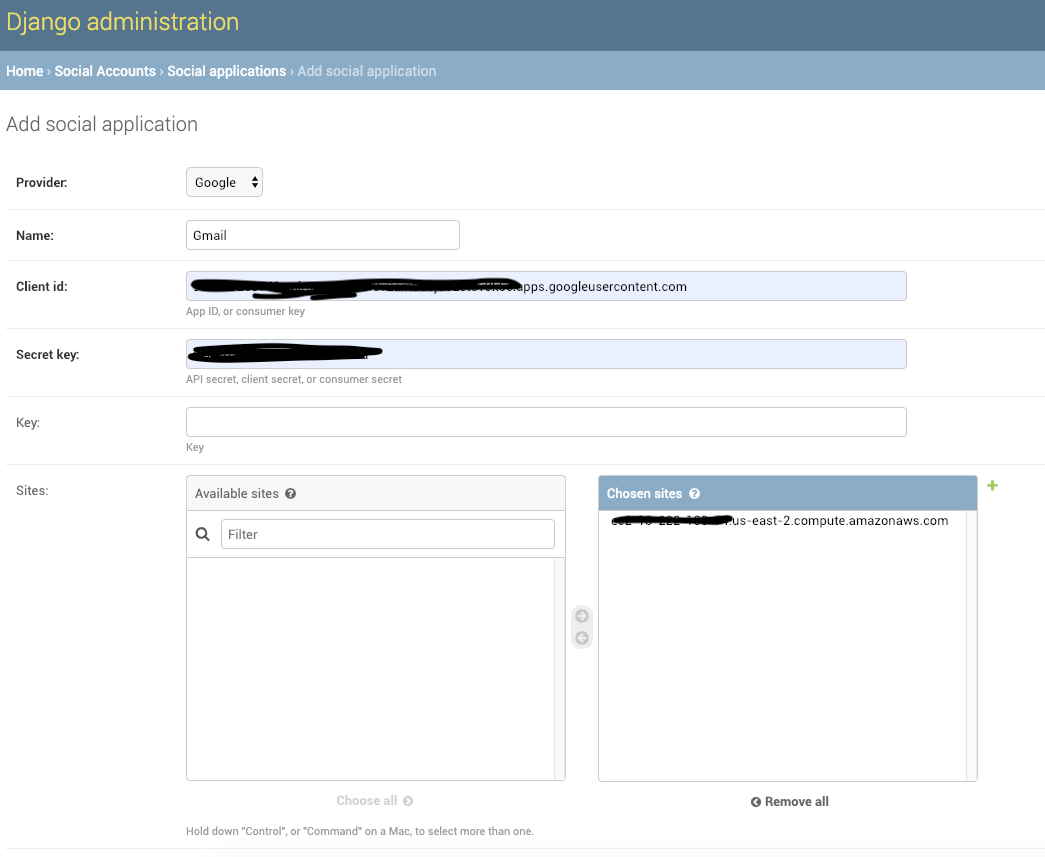 Django administration
Home › Social Accounts › Social applications › Add social application
Add social application
Provider: Google
Name: Gmail
Client id: apps.googleusercontent.com
App ID, or consumer key
Secret key:
API secret, client secret, or consumer secret
Key:
Key
Sites:
Available sites
Chosen sites
Filter
.us-east-2.compute.amazonaws.com
Choose all
Remove all
Hold down "Control", or "Command" on a Mac, to select more than one.